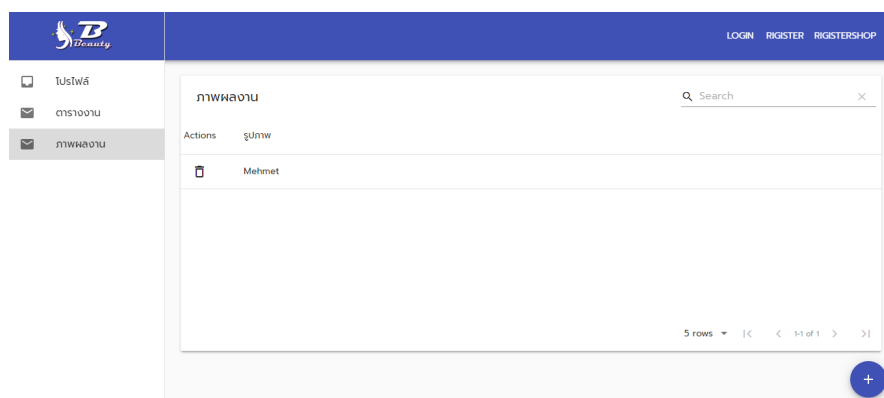 B
Beauty
LOGIN RIGISTER RIGISTERSHOP
โปรไฟล์
ตารางงาน
ภาพผลงาน
ภาพผลงาน
Search
Actions รูปภาพ
Mehmet
5 rows 1-1 of 1